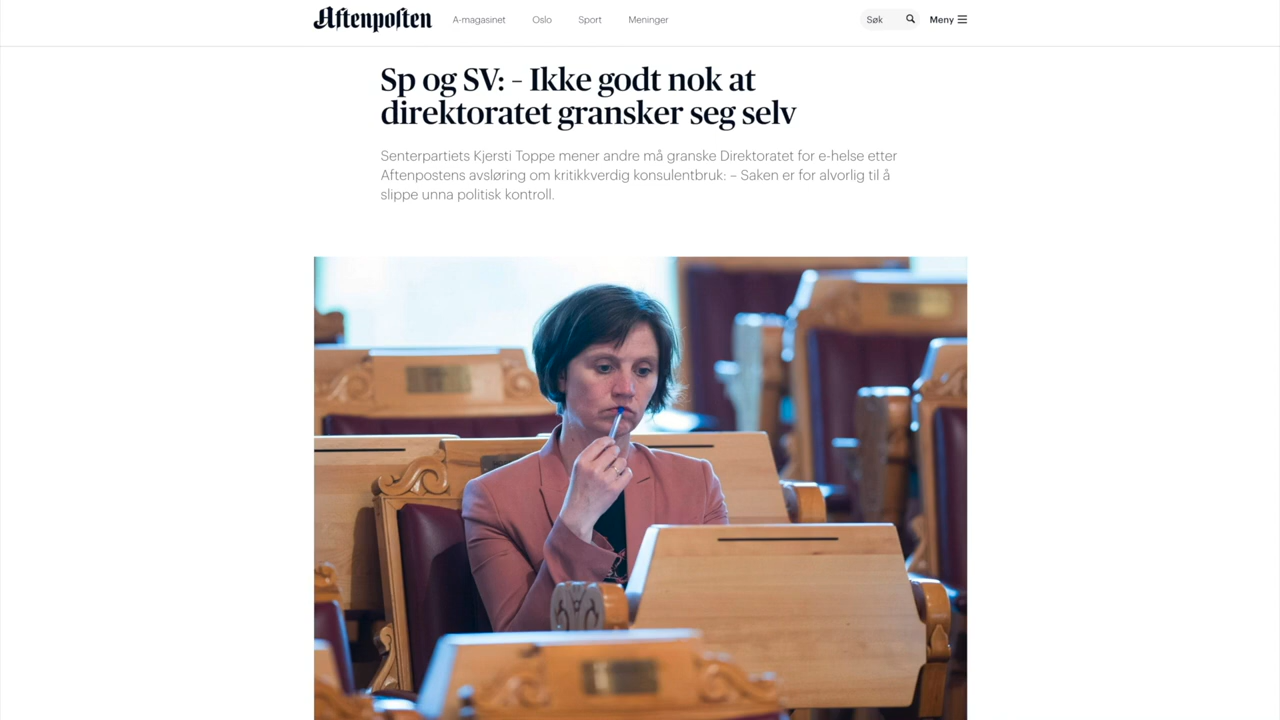 Aftenposten
A-magasinet Oslo Sport Meninger Søk Meny
Sp og SV: – Ikke godt nok at
direktoratet gransker seg selv
Senterpartiets Kjersti Toppe mener andre må granske Direktoratet for e-helse etter
Aftenpostens avsløring om kritikkverdig konsulentbruk: – Saken er for alvorlig til å
slippe unna politisk kontroll.